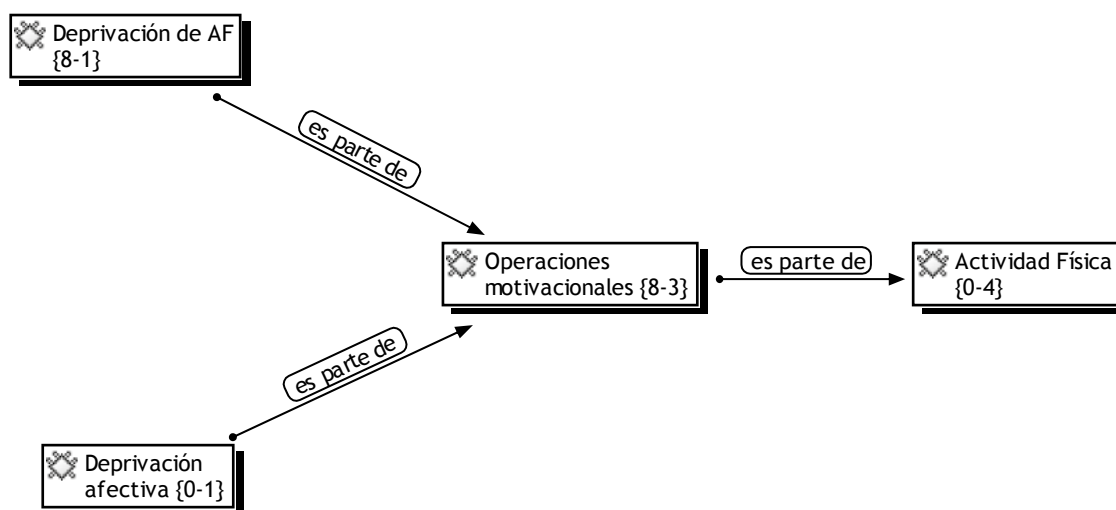 Deprivación de AF
{8-1}
es parte de
Operaciones
motivacionales {8-3}
es parte de
Actividad Física
{0-4}
es parte de
Deprivación
afectiva {0-1}